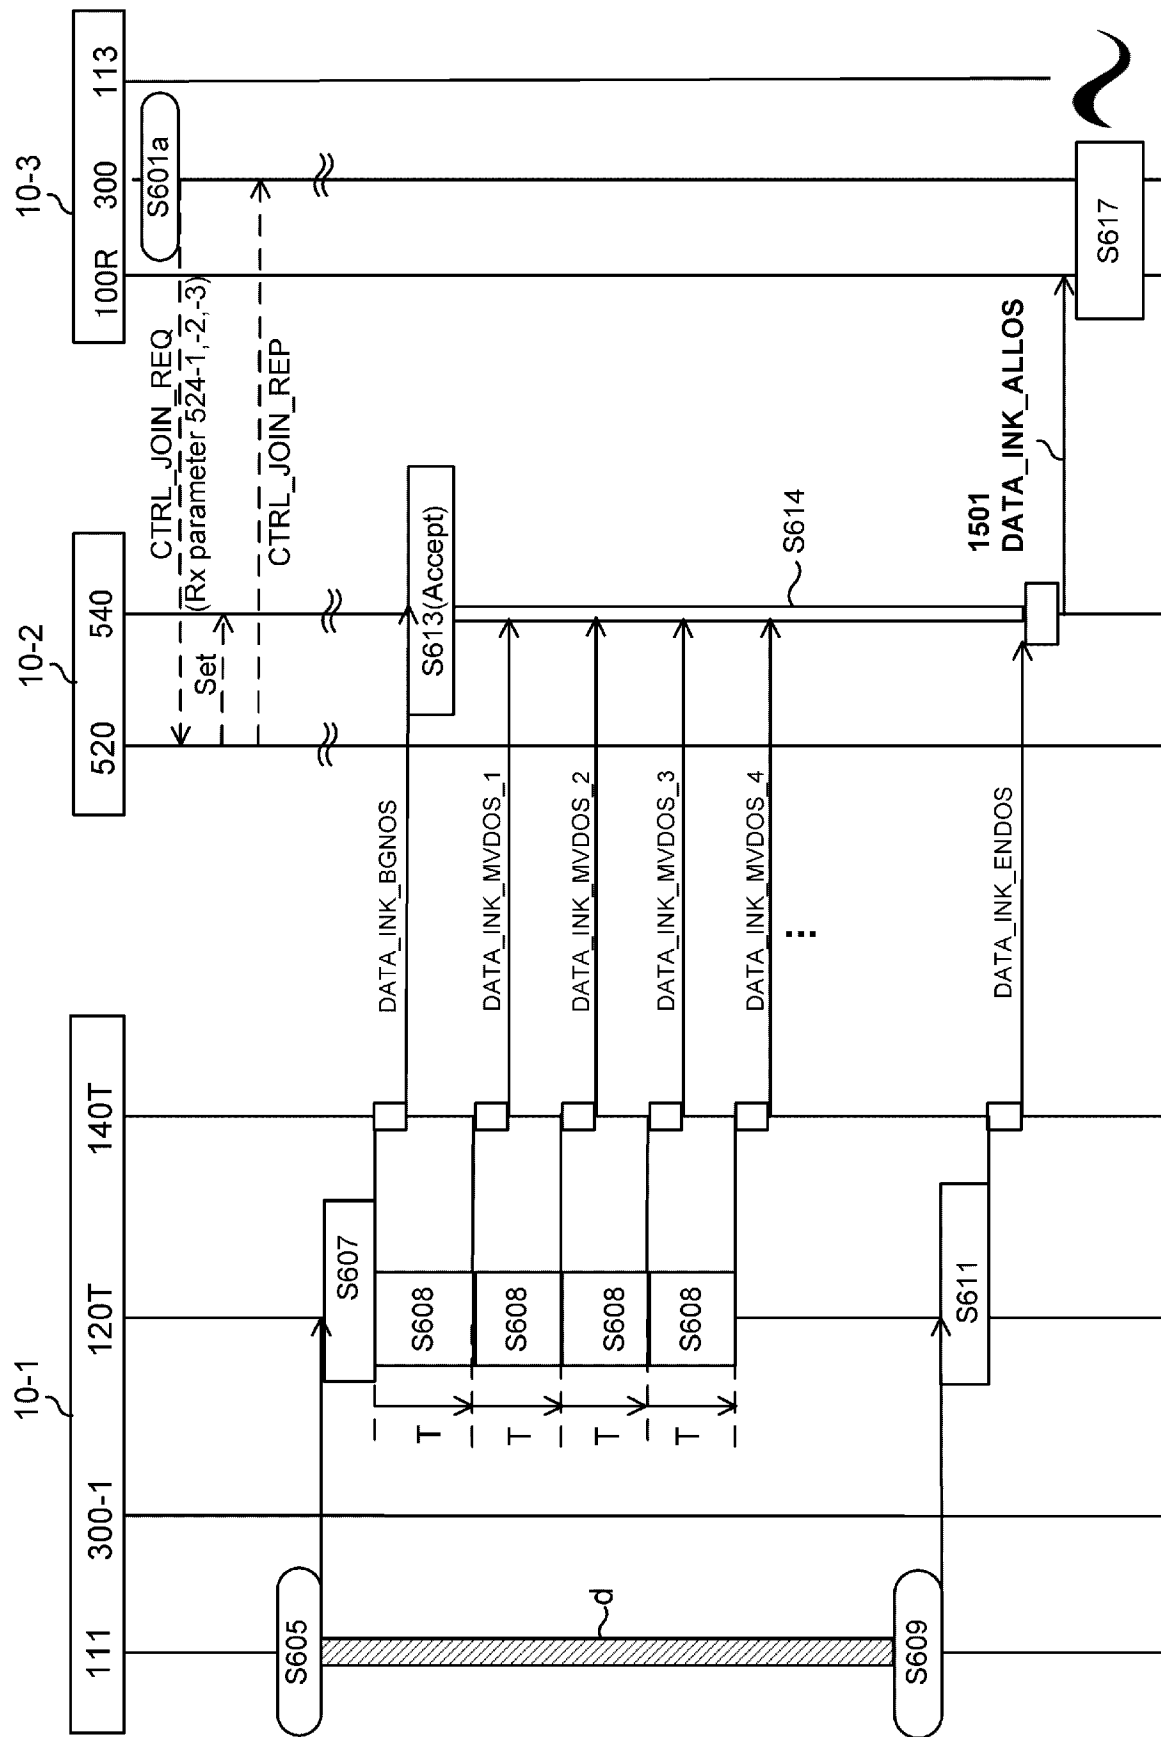 10-1
10-2
10-3
111
300-1
120T
140T
520
540
100R
300
113
S601a
CTRL_JOIN_REQ
(Rx parameter 524-1,-2,-3)
Set
CTRL_JOIN_REP
S605
S607
DATA_INK_BGNOS
S613(Accept)
T
S608
DATA_INK_MVDOS_1
T
S608
DATA_INK_MVDOS_2
T
S608
DATA_INK_MVDOS_3
T
S608
DATA_INK_MVDOS_4
...
d
S614
S609
S611
DATA_INK_ENDOS
1501
DATA_INK_ALLOS
S617